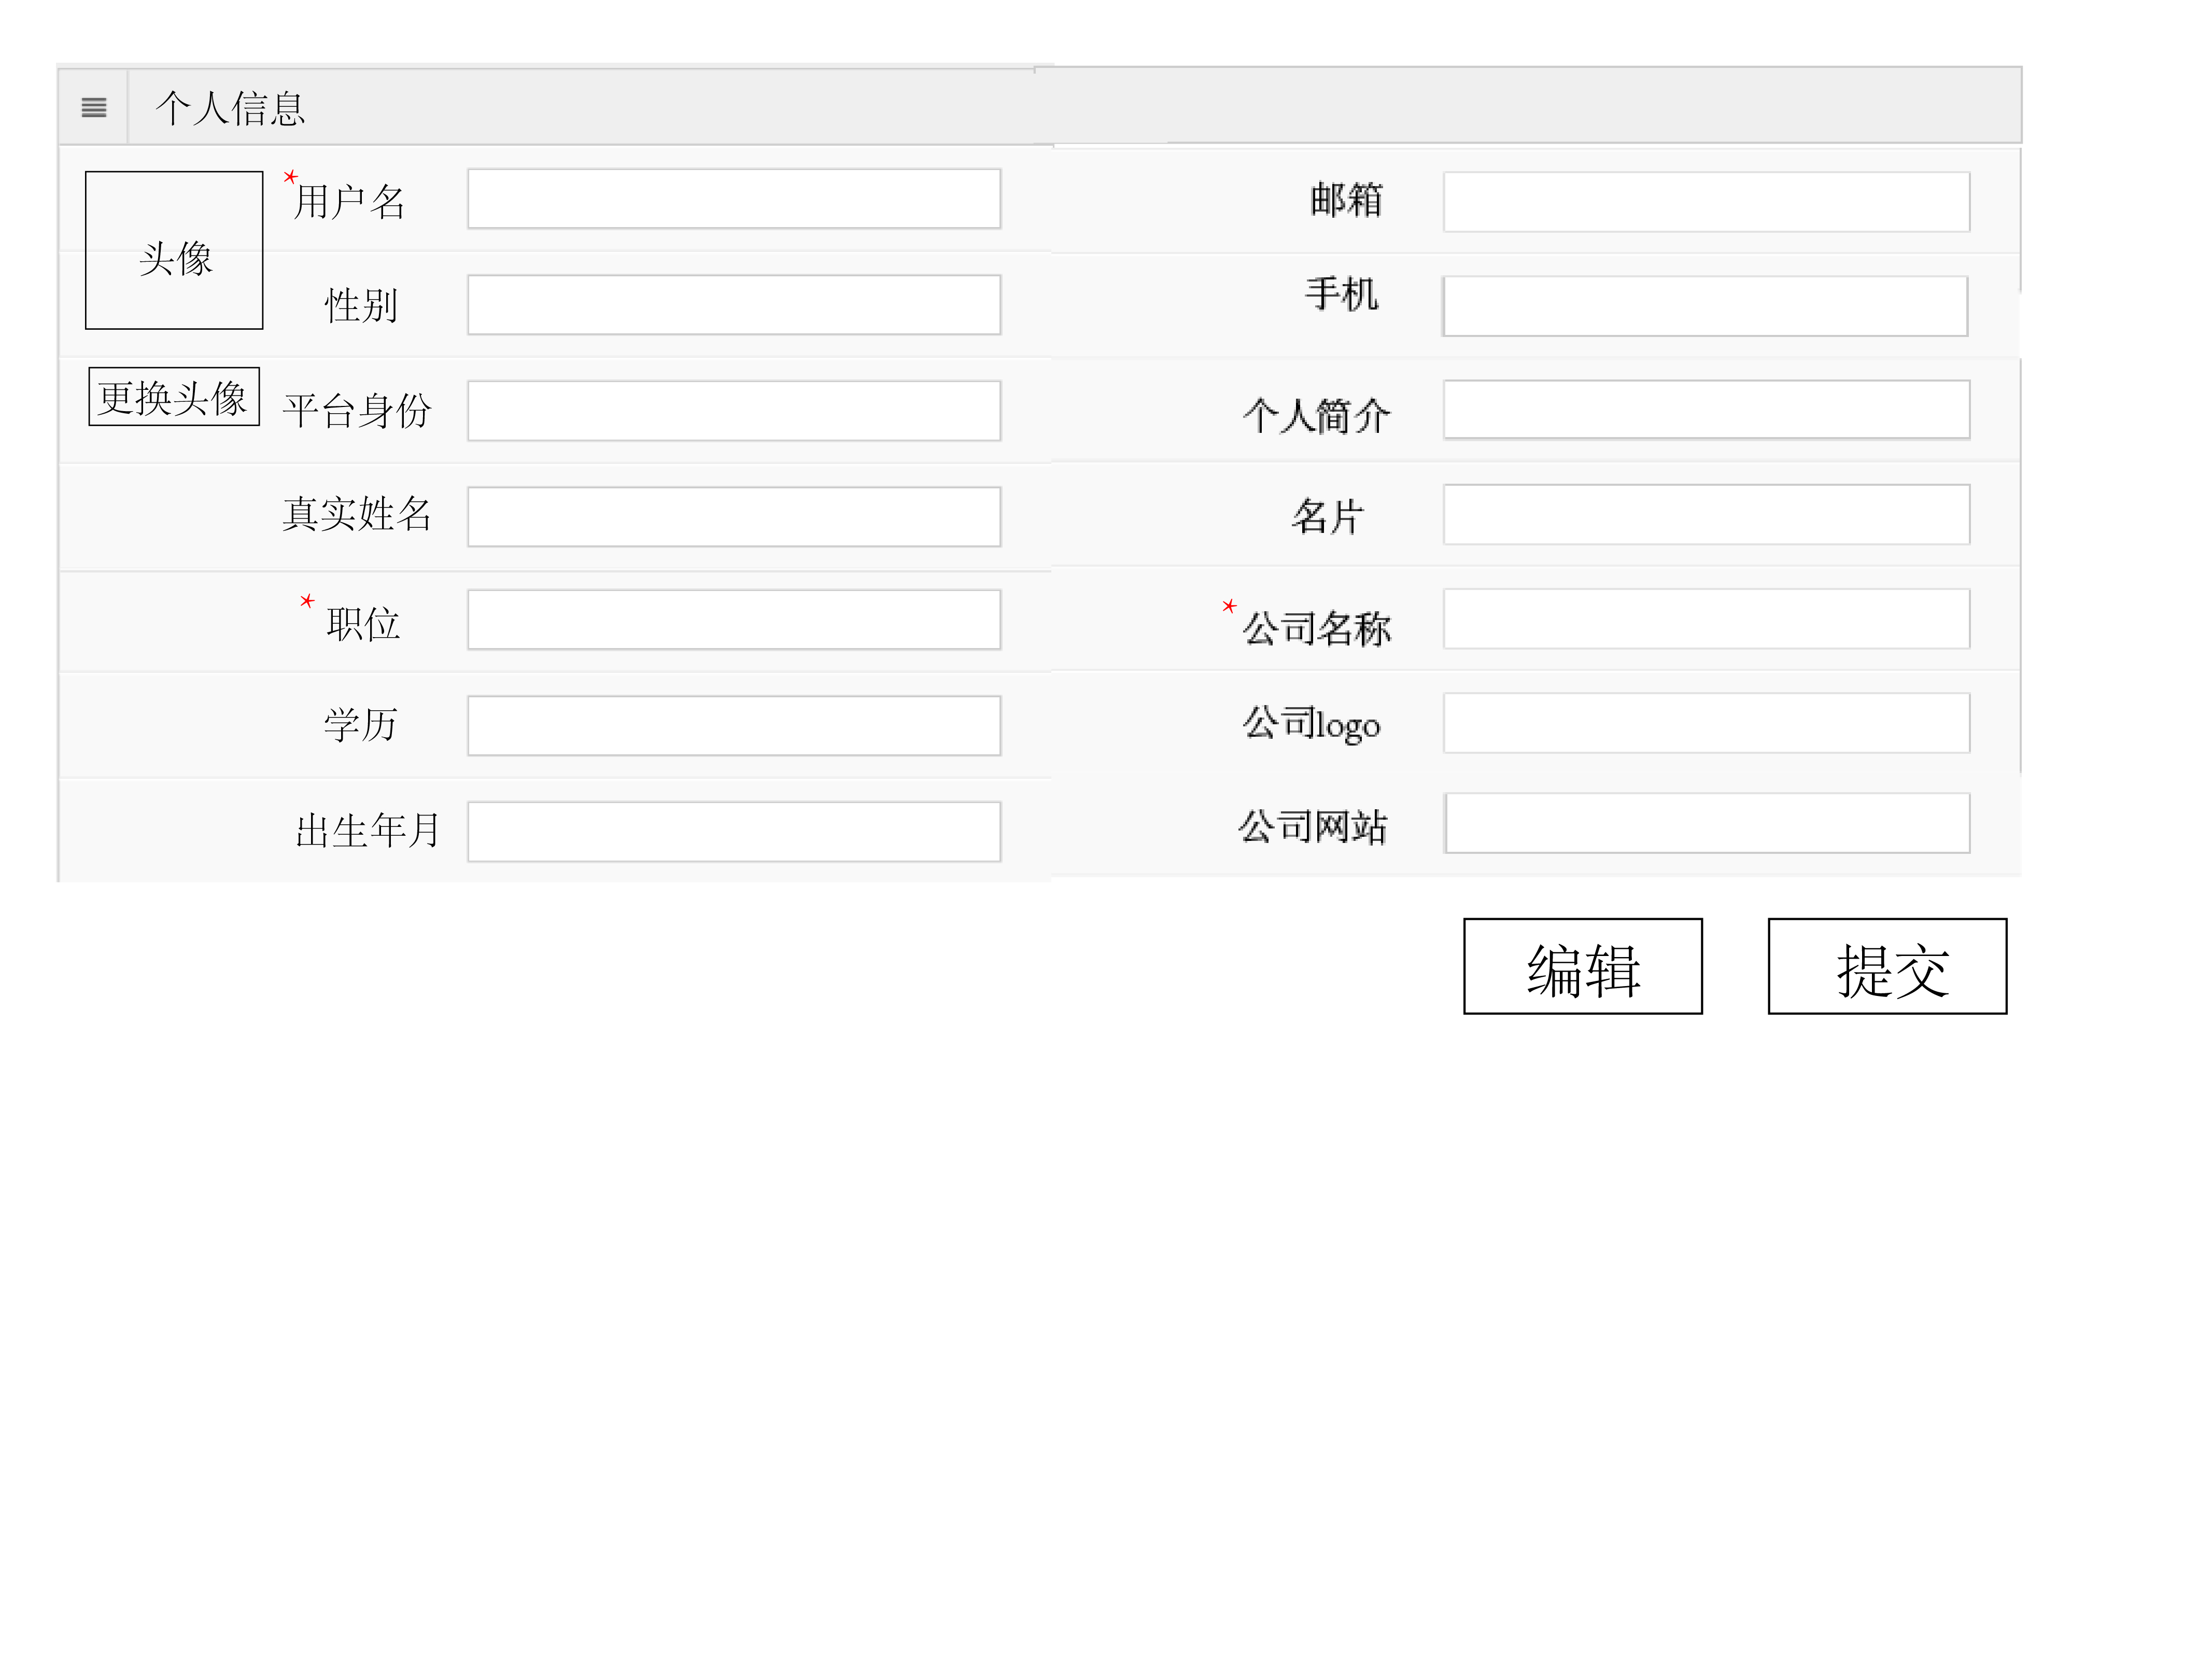 个人信息
*用户名
邮箱
头像
性别
手机
更换头像
平台身份
个人简介
真实姓名
名片
*职位
*公司名称
学历
公司logo
出生年月
公司网站
编辑
提交